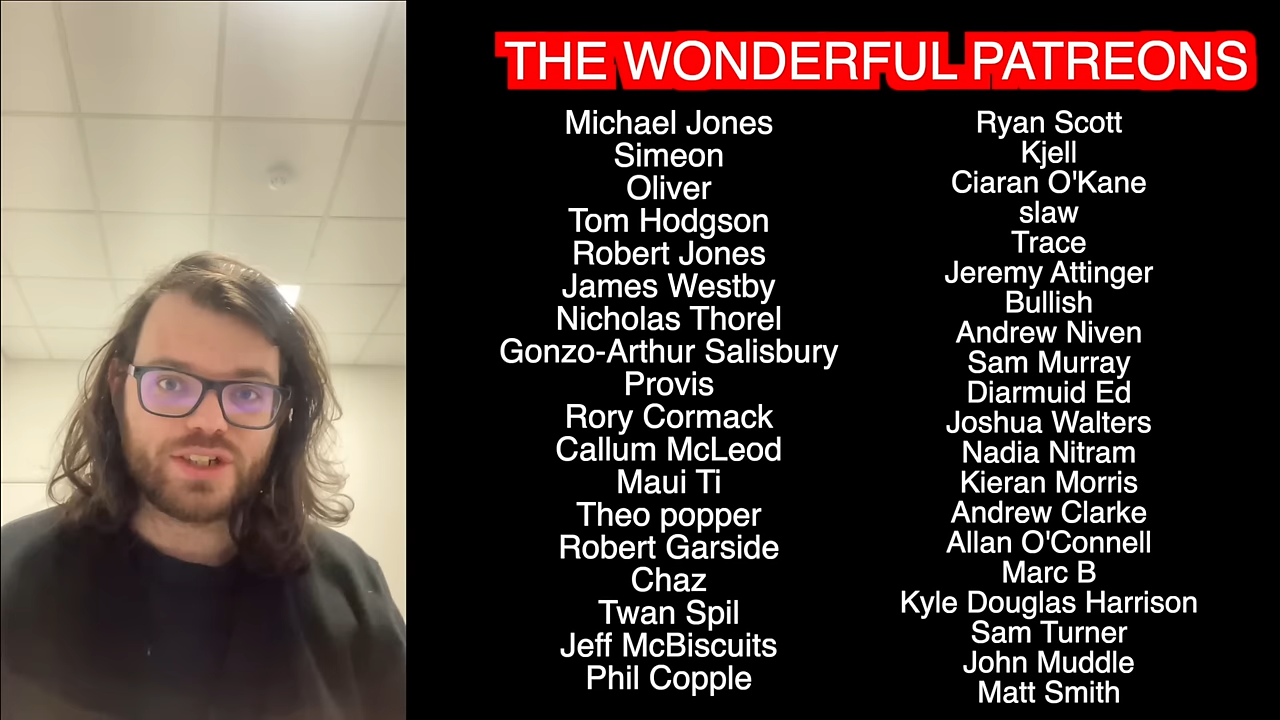 THE WONDERFUL PATREONS
Michael Jones
Simeon
Oliver
Tom Hodgson
Robert Jones
James Westby
Nicholas Thorel
Gonzo-Arthur Salisbury
Provis
Rory Cormack
Callum McLeod
Maui Ti
Theo popper
Robert Garside
Chaz
Twan Spil
Jeff McBiscuits
Phil Copple
Ryan Scott
Kjell
Ciaran O'Kane
slaw
Trace
Jeremy Attinger
Bullish
Andrew Niven
Sam Murray
Diarmuid Ed
Joshua Walters
Nadia Nitram
Kieran Morris
Andrew Clarke
Allan O'Connell
Marc B
Kyle Douglas Harrison
Sam Turner
John Muddle
Matt Smith